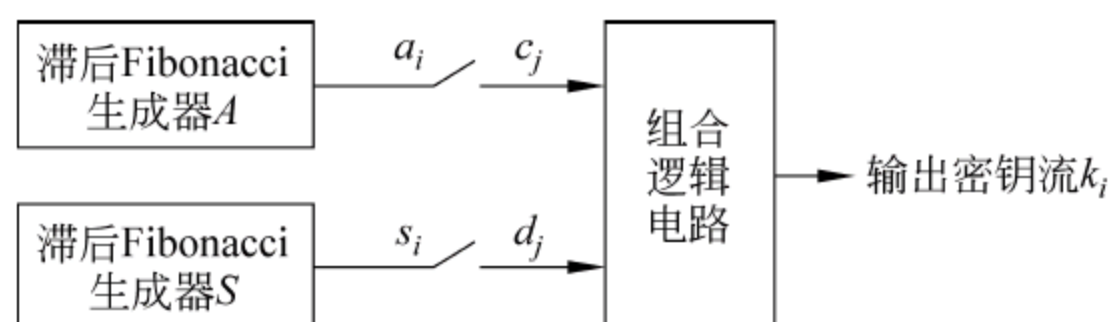 滞后Fibonacci
生成器A
a_i
c_j
组合
逻辑
电路
输出密钥流k_i
滞后Fibonacci
生成器S
s_i
d_j